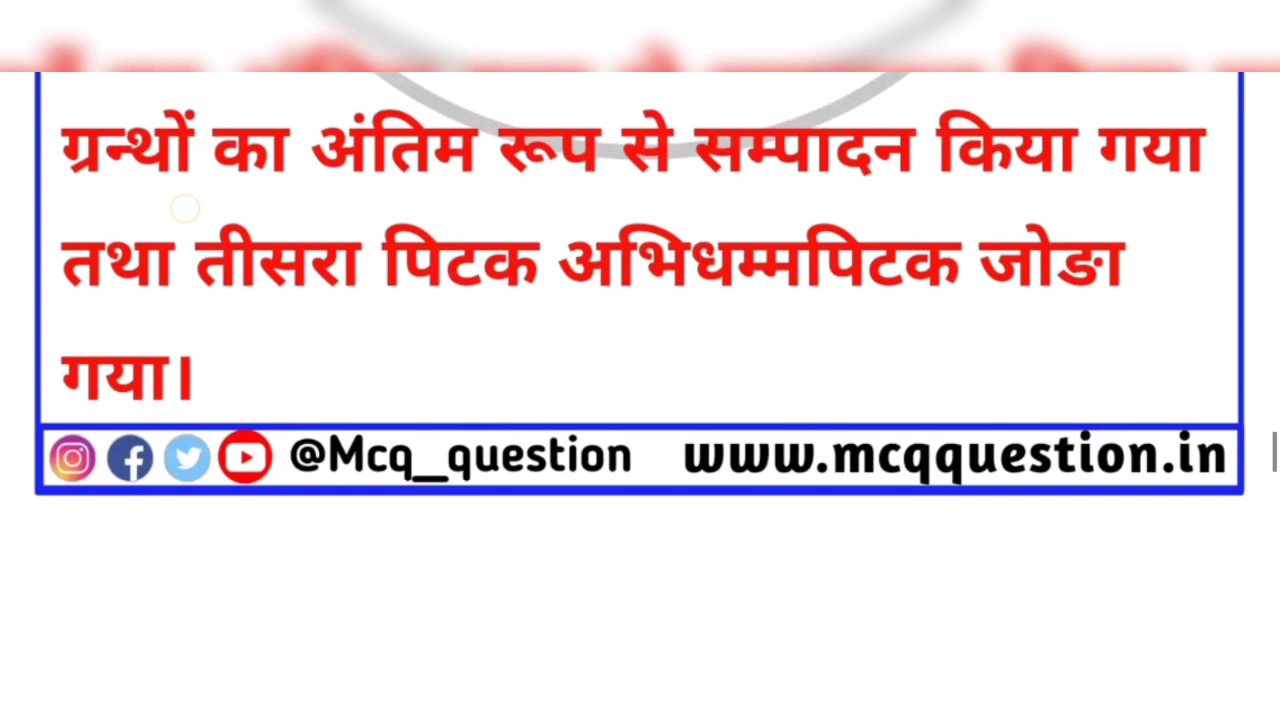 ग्रन्थों का अंतिम रूप से सम्पादन किया गया
तथा तीसरा पिटक अभिधम्मपिटक जोङा
गया।
@Mcq_question www.mcqquestion.in